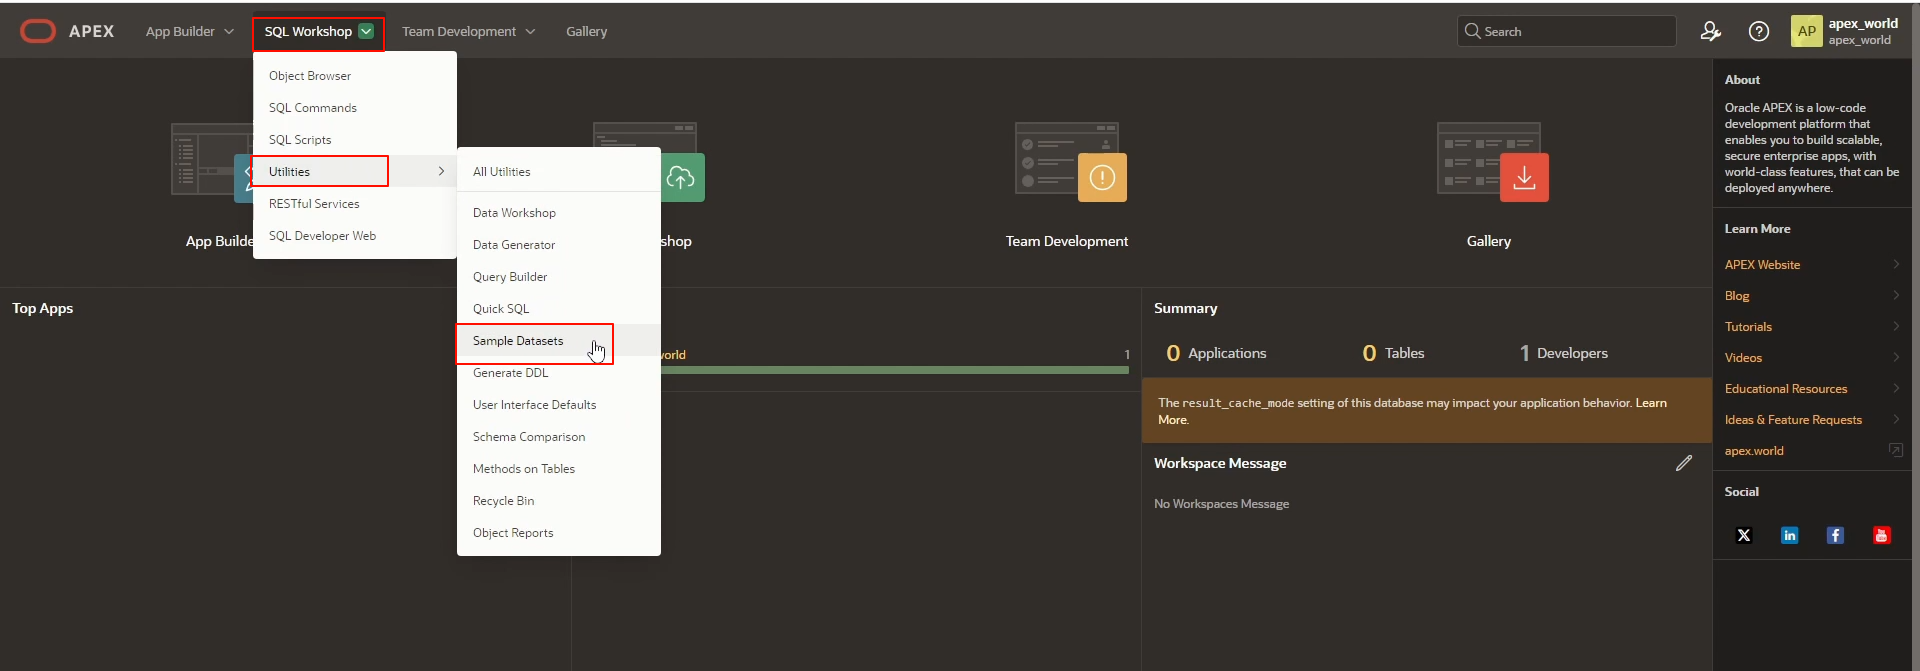 APEX
App Builder
SQL Workshop
Team Development
Gallery
Search
AP
apex_world
apex_world
Object Browser
SQL Commands
SQL Scripts
Utilities
RESTful Services
SQL Developer Web
All Utilities
Data Workshop
Data Generator
Query Builder
Quick SQL
Sample Datasets
Generate DDL
User Interface Defaults
Schema Comparison
Methods on Tables
Recycle Bin
Object Reports
App Builde
shop
Team Development
Gallery
Top Apps
world
1
Summary
0 Applications
0 Tables
1 Developers
The result_cache_mode setting of this database may impact your application behavior. Learn
More.
Workspace Message
No Workspaces Message
About
Oracle APEX is a low-code
development platform that
enables you to build scalable,
secure enterprise apps, with
world-class features, that can be
deployed anywhere.
Learn More
APEX Website
Blog
Tutorials
Videos
Educational Resources
Ideas & Feature Requests
apex.world
Social